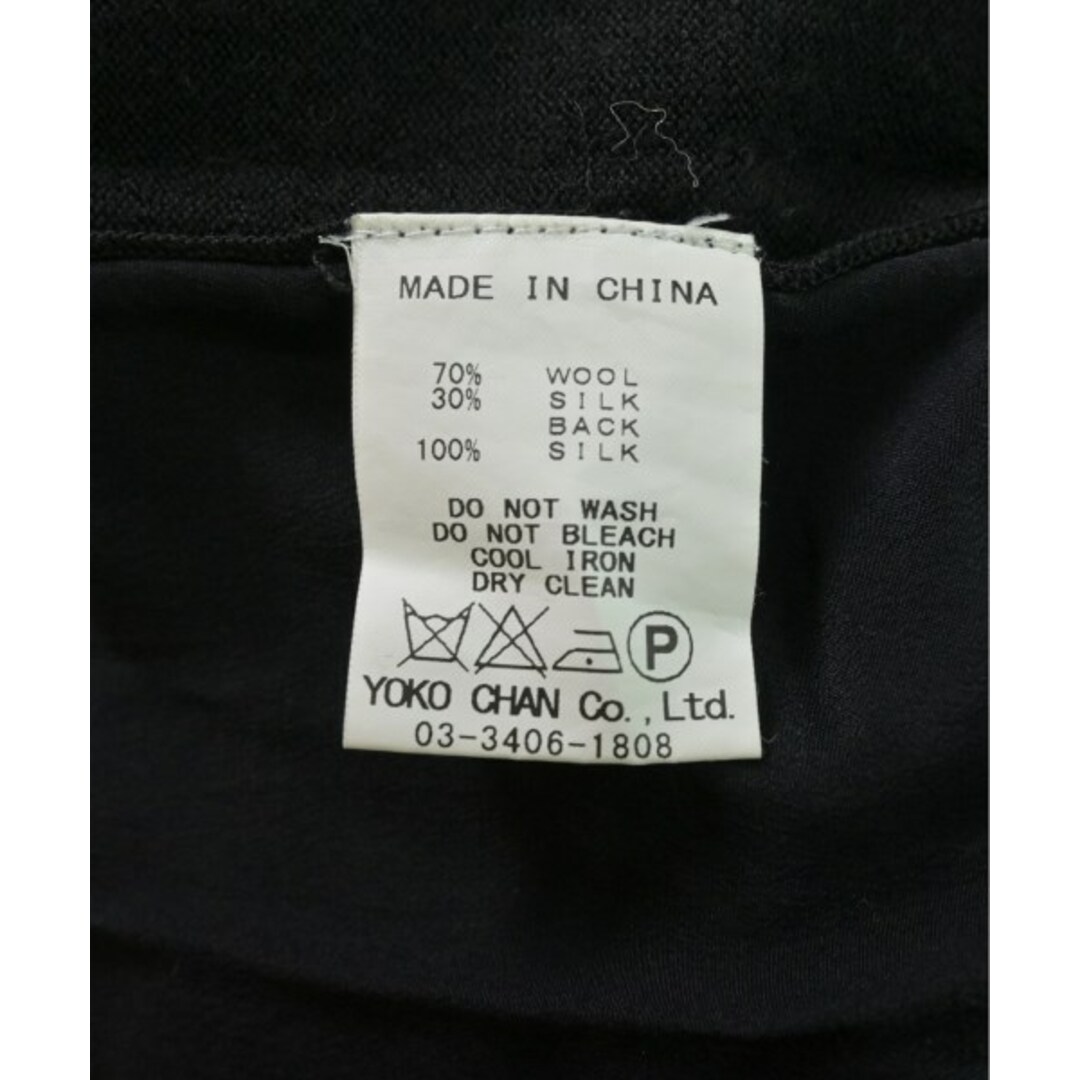 MADE IN CHINA
70% WOOL
30% SILK
BACK
100% SILK
DO NOT WASH
DO NOT BLEACH
COOL IRON
DRY CLEAN
P
YOKO CHAN Co., Ltd.
03-3406-1808